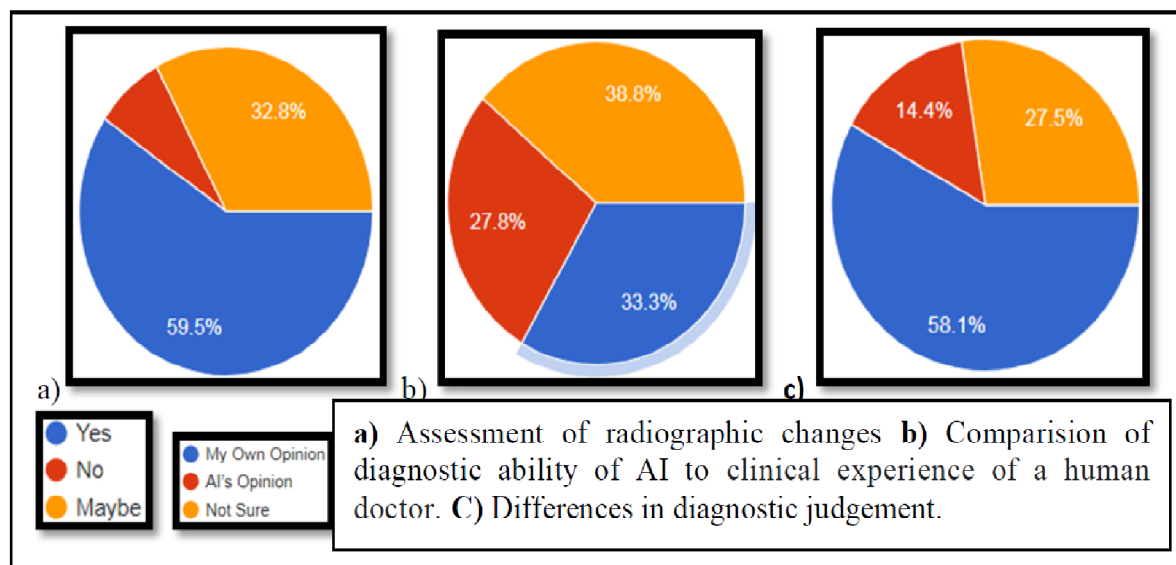 32.8%
59.5%
a)
38.8%
27.8%
33.3%
b)
14.4%
27.5%
58.1%
c)
Yes
No
Maybe
My Own Opinion
AI's Opinion
Not Sure
a) Assessment of radiographic changes b) Comparision of
diagnostic ability of AI to clinical experience of a human
doctor. C) Differences in diagnostic judgement.